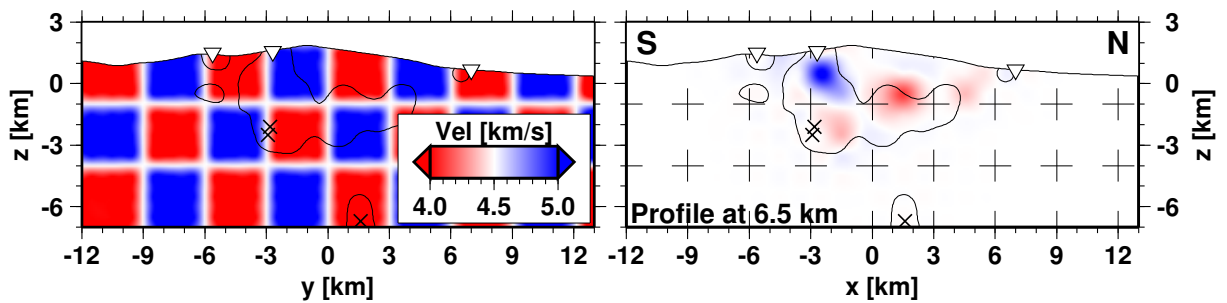 3
0
-3
-6
z [km]
-12 -9 -6 -3 0 3 6 9 12
y [km]
Vel [km/s]
4.0 4.5 5.0
S N
Profile at 6.5 km
3
0
-3
-6
z [km]
-12 -9 -6 -3 0 3 6 9 12
x [km]